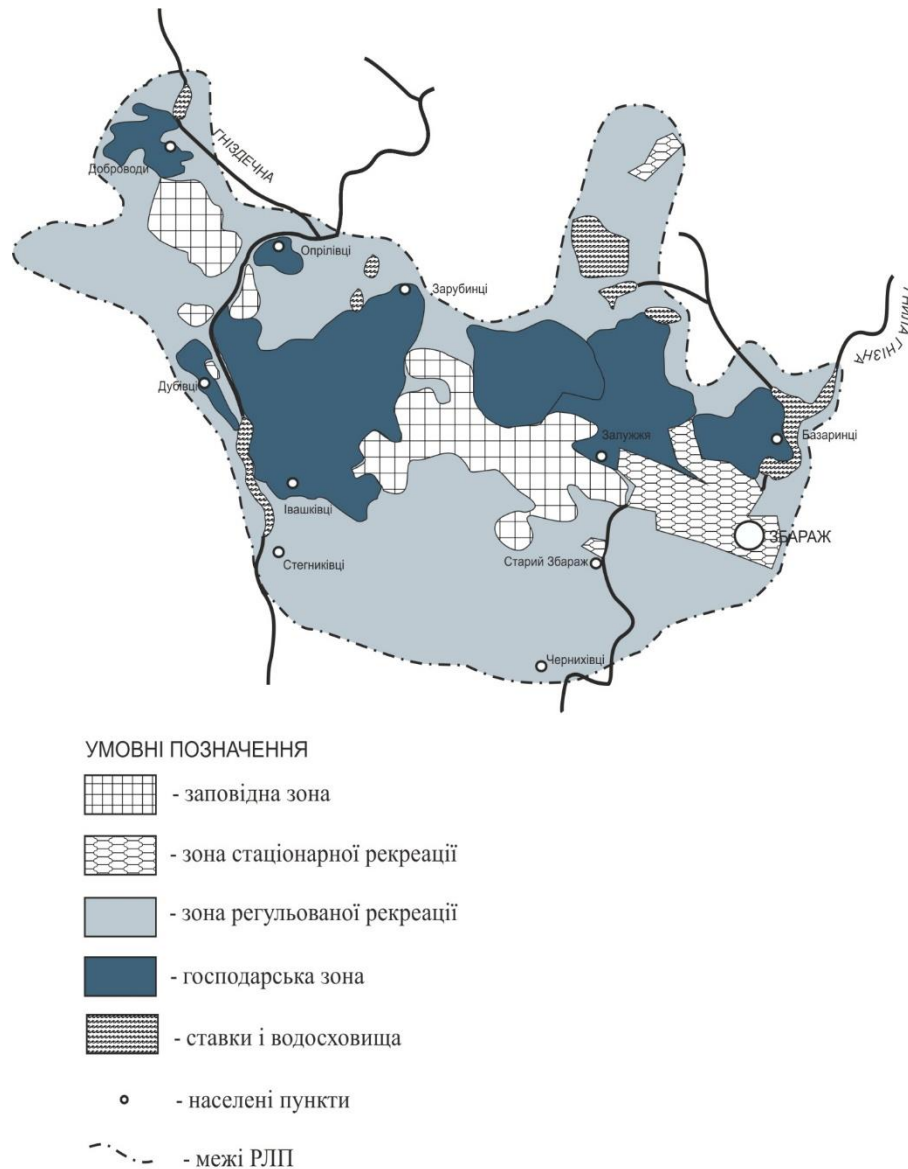 ГНІЗДЕЧНА
Доброводи
Опрілівці
Зарубинці
ГНИЛА ГНІЗНА
Дубівці
Залужжя
Базаринці
Івашківці
ЗБАРАЖ
Стегниківці
Старий Збараж
Чернихівці
УМОВНІ ПОЗНАЧЕННЯ
- заповідна зона
- зона стаціонарної рекреації
- зона регульованої рекреації
- господарська зона
- ставки і водосховища
- населені пункти
- межі РЛП